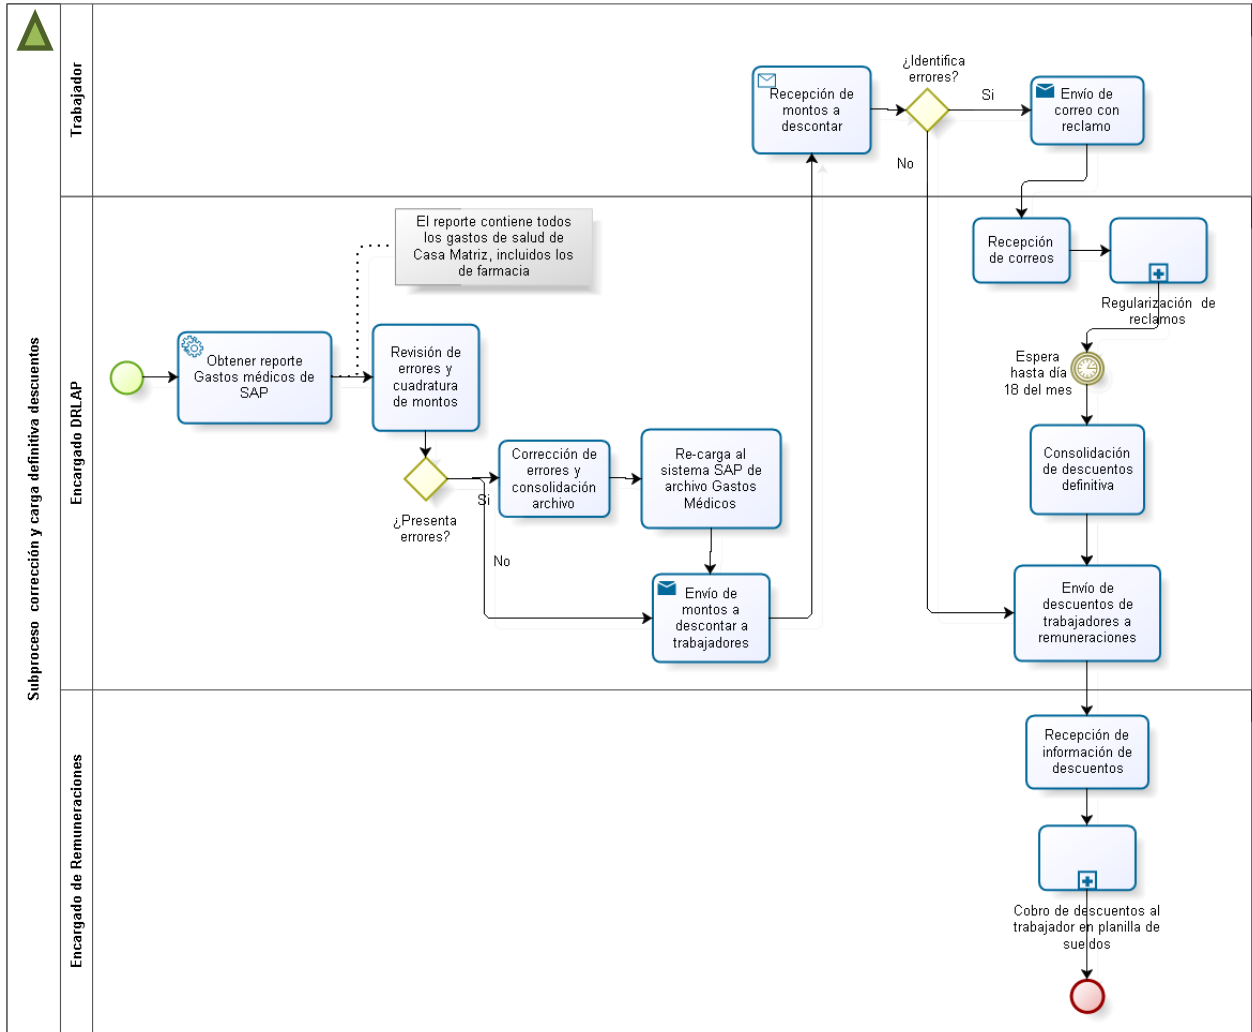 Subproceso corrección y carga definitiva descuentos
Trabajador
Recepción de
montos a
descontar
¿Identifica
errores?
Si
No
Envío de
correo con
reclamo
Encargado DRLAP
El reporte contiene todos
los gastos de salud de
Casa Matriz, incluidos los
de farmacia
Obtener reporte
Gastos médicos de
SAP
Revisión de
errores y
cuadratura
de montos
¿Presenta
errores?
Si
No
Corrección de
errores y
consolidación
archivo
Re-carga al
sistema SAP de
archivo Gastos
Médicos
Envío de
montos a
descontar a
trabajadores
Recepción
de correos
Regularización de
reclamos
Espera
hasta día
18 del mes
Consolidación
de descuentos
definitiva
Envío de
descuentos de
trabajadores a
remuneraciones
Encargado de Remuneraciones
Recepción de
información de
descuentos
Cobro de descuentos al
trabajador en planilla de
sueldos